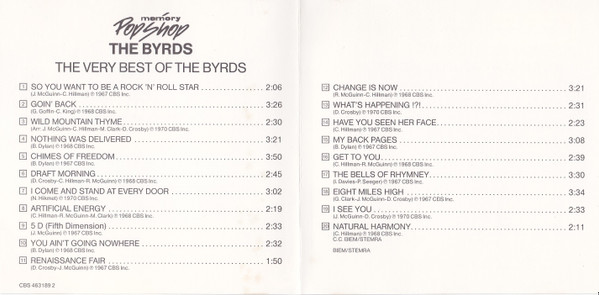 memory
Pop Shop
THE BYRDS
THE VERY BEST OF THE BYRDS
1 SO YOU WANT TO BE A ROCK 'N' ROLL STAR 2:06
(J. McGuinn-C. Hillman) ℗ 1967 CBS Inc.
2 GOIN' BACK 3:26
(G. Goffin-C. King) ℗ 1968 CBS Inc.
3 WILD MOUNTAIN THYME 2:30
(Arr. J. McGuinn-C. Hillman-M. Clark-D. Crosby) ℗ 1970 CBS Inc.
4 NOTHING WAS DELIVERED 3:21
(B. Dylan) ℗ 1968 CBS Inc.
5 CHIMES OF FREEDOM 3:50
(B. Dylan) ℗ 1967 CBS Inc.
6 DRAFT MORNING 2:45
(D. Crosby-C. Hillman-R. McGuinn) ℗ 1968 CBS Inc.
7 I COME AND STAND AT EVERY DOOR 3:02
(N. Hikmet) ℗ 1970 CBS Inc.
8 ARTIFICIAL ENERGY 2:19
(C. Hillman-R. McGuinn-M. Clark) ℗ 1968 CBS Inc.
9 5 D (Fifth Dimension) 2:33
(J. McGuinn) ℗ 1967 CBS Inc.
10 YOU AIN'T GOING NOWHERE 2:32
(B. Dylan) ℗ 1968 CBS Inc.
11 RENAISSANCE FAIR 1:50
(D. Crosby-J. McGuinn) ℗ 1967 CBS Inc.
CBS 463189 2
12 CHANGE IS NOW 3:21
(R. McGuinn-C. Hillman) ℗ 1968 CBS Inc.
13 WHAT'S HAPPENING !?! 2:31
(D. Crosby) ℗ 1970 CBS Inc.
14 HAVE YOU SEEN HER FACE 2:23
(C. Hillman) ℗ 1967 CBS Inc.
15 MY BACK PAGES 3:08
(B. Dylan) ℗ 1967 CBS Inc.
16 GET TO YOU 2:39
(C. Hillman-R. McGuinn) ℗ 1968 CBS Inc.
17 THE BELLS OF RHYMNEY 3:30
(I. Davies-P. Seeger) ℗ 1967 CBS Inc.
18 EIGHT MILES HIGH 3:34
(G. Clark-J. McGuinn-D. Crosby) ℗ 1967 CBS Inc.
19 I SEE YOU 2:33
(J. McGuinn-D. Crosby) ℗ 1970 CBS Inc.
20 NATURAL HARMONY 2:11
(C. Hillman) ℗ 1968 CBS Inc.
C.C. BIEM/STEMRA
BIEM/STEMRA